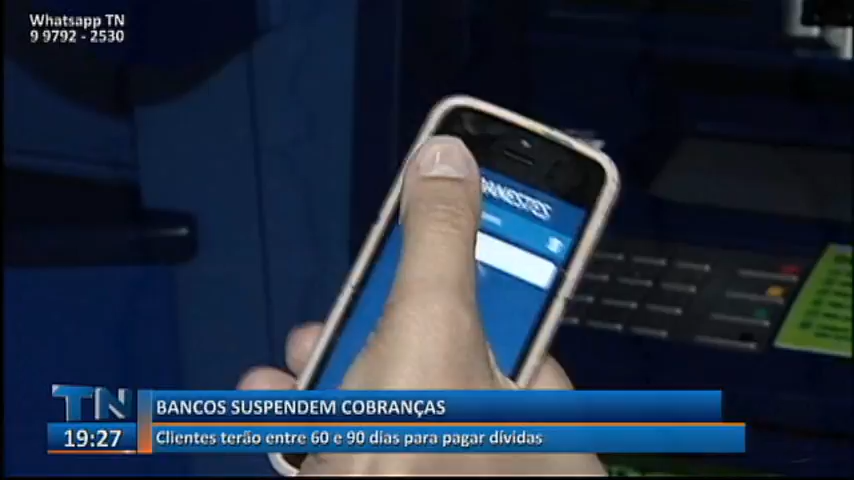 Whatsapp TN
9 9792 - 2530
TN
BANCOS SUSPENDEM COBRANÇAS
19:27
Clientes terão entre 60 e 90 dias para pagar dívidas